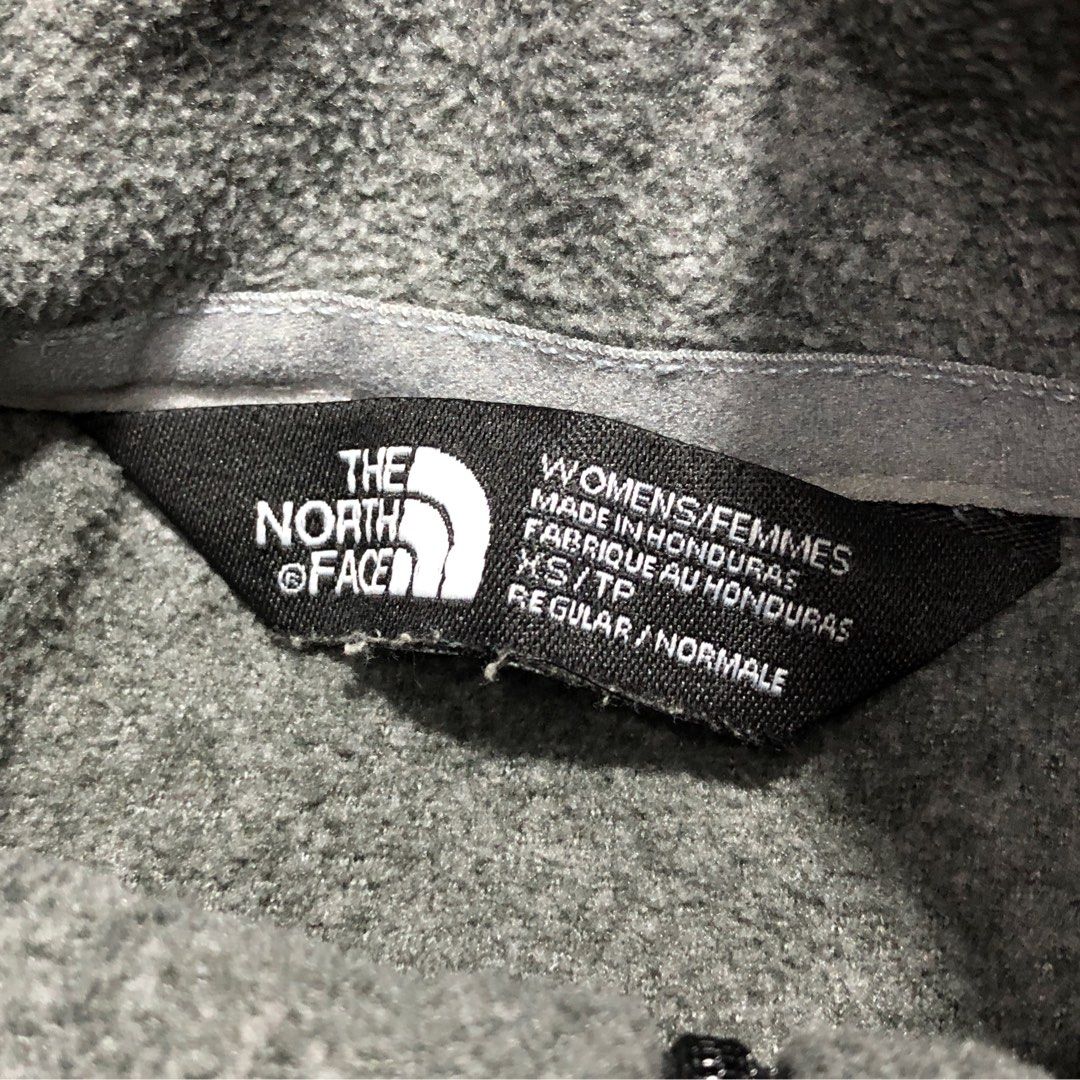 THE
NORTH
®FACE
WOMENS/FEMMES
MADE IN HONDURAS
FABRIQUE AU HONDURAS
XS/TP
REGULAR/NORMALE